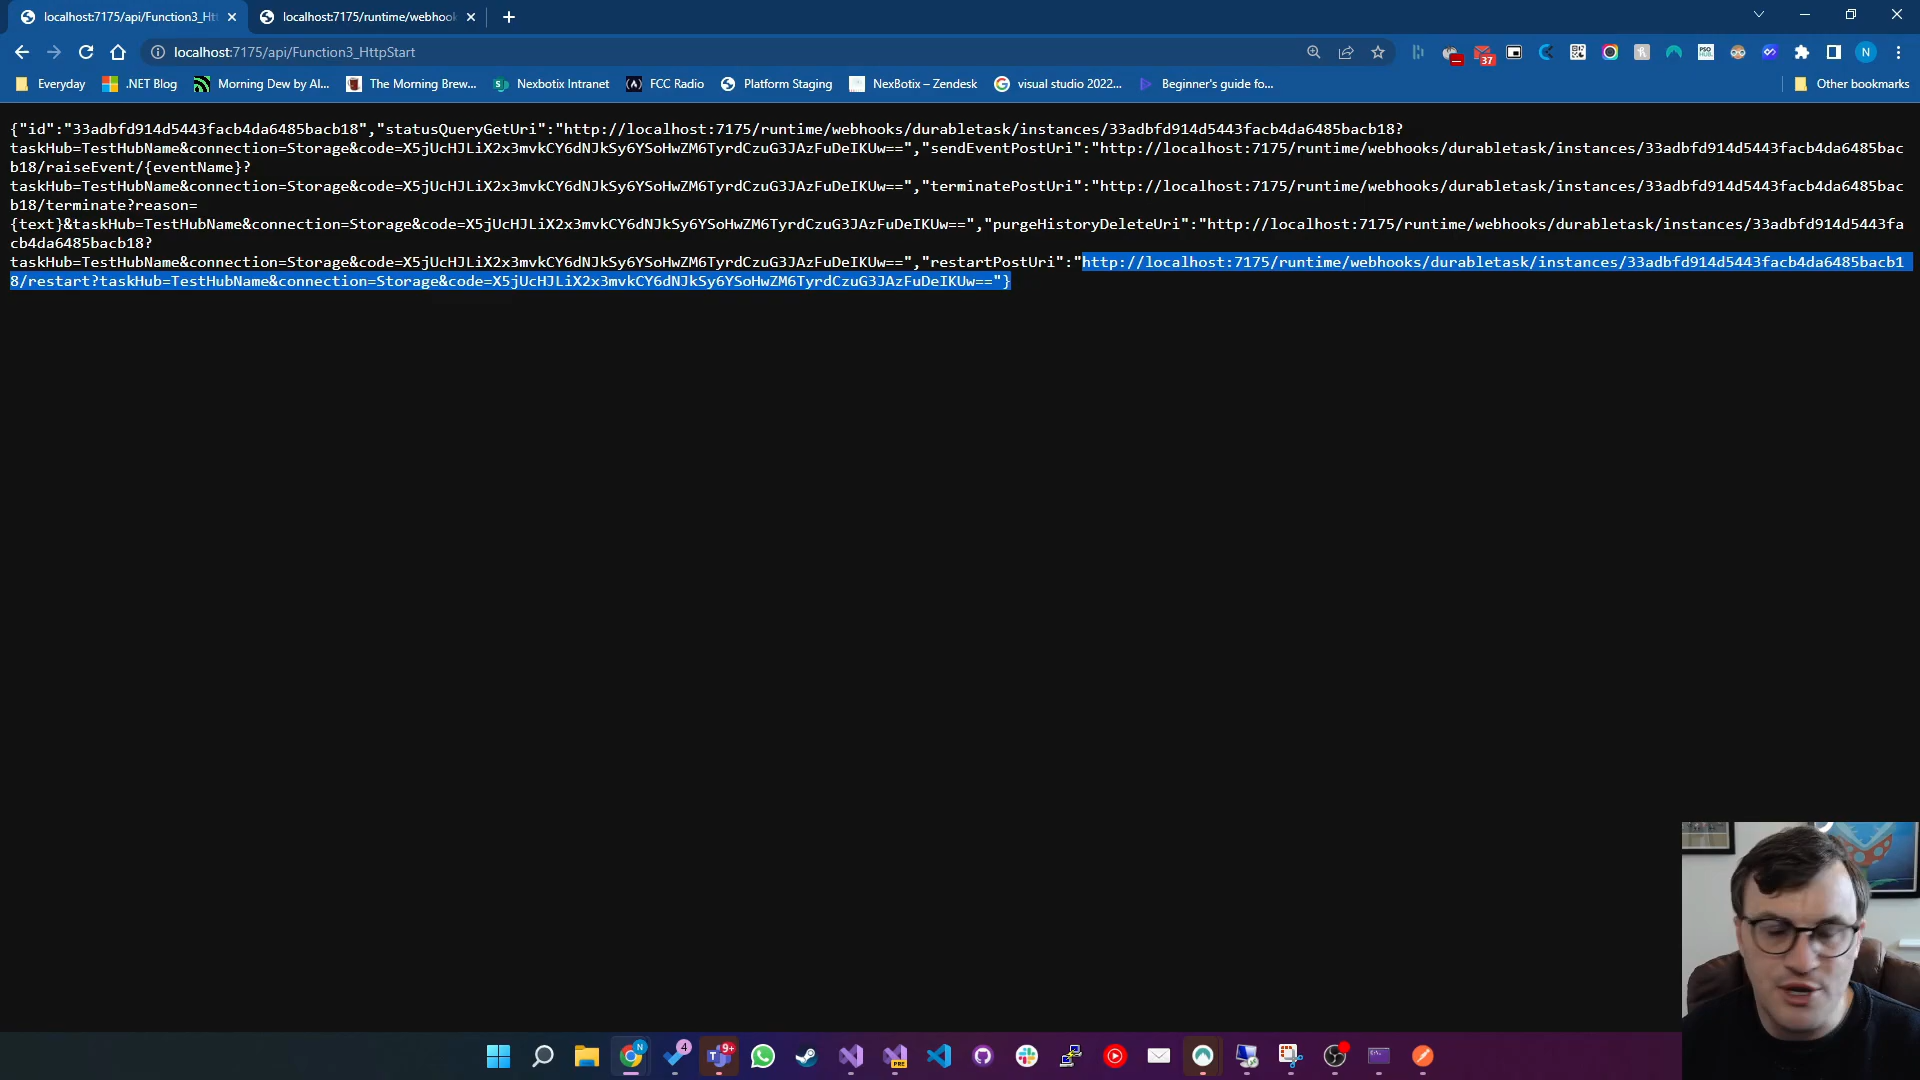 localhost:7175/api/Function3_Ht
localhost:7175/runtime/webhook
localhost:7175/api/Function3_HttpStart
37
N
Everyday
.NET Blog
Morning Dew by Al...
The Morning Brew...
Nexbotix Intranet
FCC Radio
Platform Staging
NexBotix – Zendesk
visual studio 2022...
Beginner's guide fo...
Other bookmarks
{"id":"33adbfd914d5443facb4da6485bacb18","statusQueryGetUri":"http://localhost:7175/runtime/webhooks/durabletask/instances/33adbfd914d5443facb4da6485bacb18?
taskHub=TestHubName&connection=Storage&code=X5jUcHJLiX2x3mvkCY6dNJkSy6YSoHwZM6TyrdCzuG3JAzFuDeIKUw==","sendEventPostUri":"http://localhost:7175/runtime/webhooks/durabletask/instances/33adbfd914d5443facb4da6485bac
b18/raiseEvent/{eventName}?
taskHub=TestHubName&connection=Storage&code=X5jUcHJLiX2x3mvkCY6dNJkSy6YSoHwZM6TyrdCzuG3JAzFuDeIKUw==","terminatePostUri":"http://localhost:7175/runtime/webhooks/durabletask/instances/33adbfd914d5443facb4da6485bac
b18/terminate?reason=
{text}&taskHub=TestHubName&connection=Storage&code=X5jUcHJLiX2x3mvkCY6dNJkSy6YSoHwZM6TyrdCzuG3JAzFuDeIKUw==","purgeHistoryDeleteUri":"http://localhost:7175/runtime/webhooks/durabletask/instances/33adbfd914d5443fa
cb4da6485bacb18?
taskHub=TestHubName&connection=Storage&code=X5jUcHJLiX2x3mvkCY6dNJkSy6YSoHwZM6TyrdCzuG3JAzFuDeIKUw==","restartPostUri":"http://localhost:7175/runtime/webhooks/durabletask/instances/33adbfd914d5443facb4da6485bacb1
8/restart?taskHub=TestHubName&connection=Storage&code=X5jUcHJLiX2x3mvkCY6dNJkSy6YSoHwZM6TyrdCzuG3JAzFuDeIKUw=="}
N
4
9+
PRE